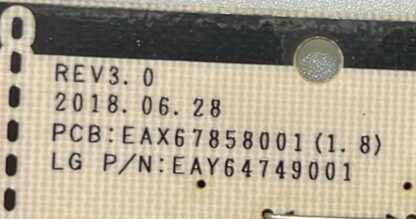 REV3.0
2018.06.28
PCB:EAX67858001(1.8)
LG P/N:EAY64749001